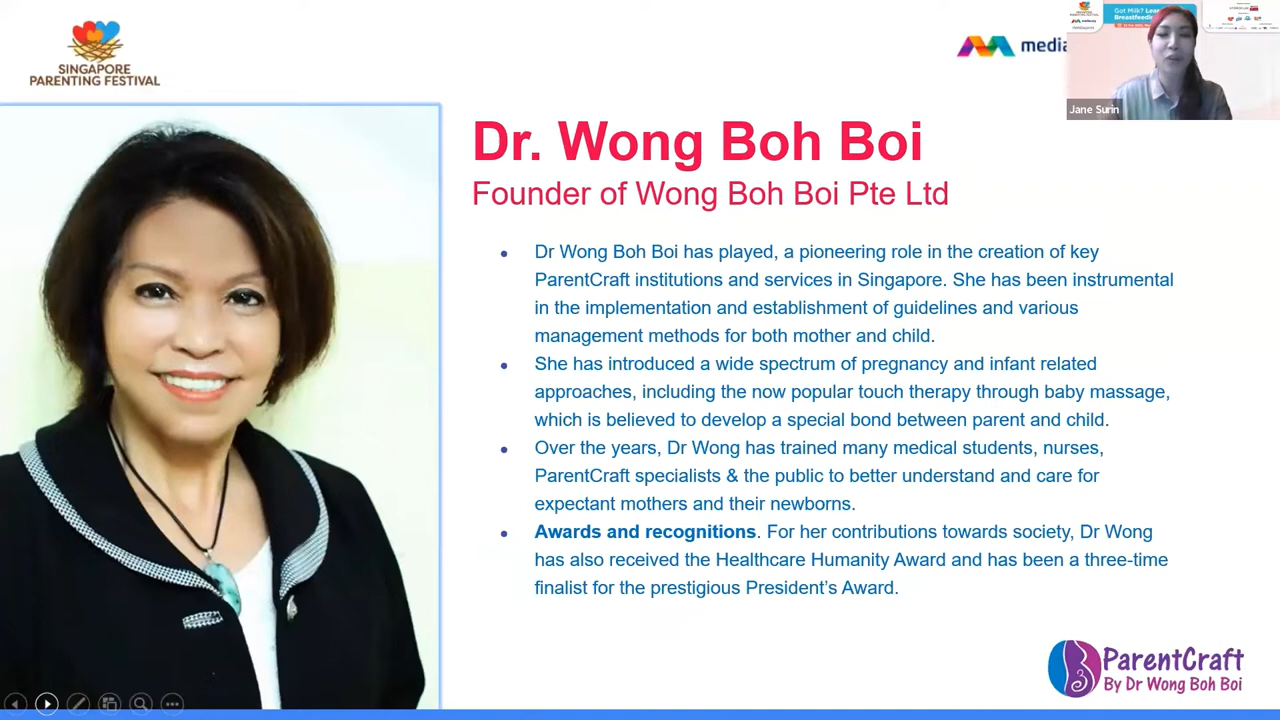 SINGAPORE
PARENTING FESTIVAL
media
Got Milk?
Breastfeeding
Jane Surin
Dr. Wong Boh Boi
Founder of Wong Boh Boi Pte Ltd
Dr Wong Boh Boi has played, a pioneering role in the creation of key
ParentCraft institutions and services in Singapore. She has been instrumental
in the implementation and establishment of guidelines and various
management methods for both mother and child.
She has introduced a wide spectrum of pregnancy and infant related
approaches, including the now popular touch therapy through baby massage,
which is believed to develop a special bond between parent and child.
Over the years, Dr Wong has trained many medical students, nurses,
ParentCraft specialists & the public to better understand and care for
expectant mothers and their newborns.
Awards and recognitions. For her contributions towards society, Dr Wong
has also received the Healthcare Humanity Award and has been a three-time
finalist for the prestigious President's Award.
ParentCraft
By Dr Wong Boh Boi